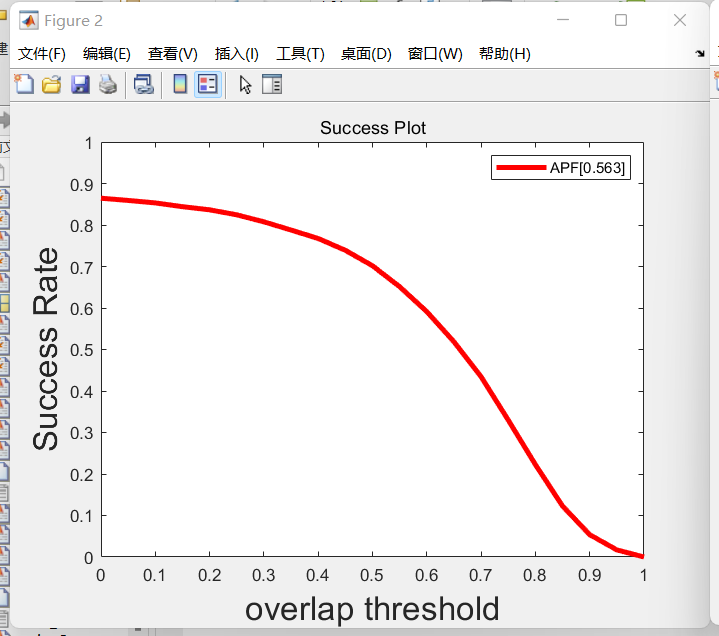 Figure 2
文件(F) 编辑(E) 查看(V) 插入(I) 工具(T) 桌面(D) 窗口(W) 帮助(H)
Success Plot
APF[0.563]
Success Rate
1
0.9
0.8
0.7
0.6
0.5
0.4
0.3
0.2
0.1
0
0 0.1 0.2 0.3 0.4 0.5 0.6 0.7 0.8 0.9 1
overlap threshold